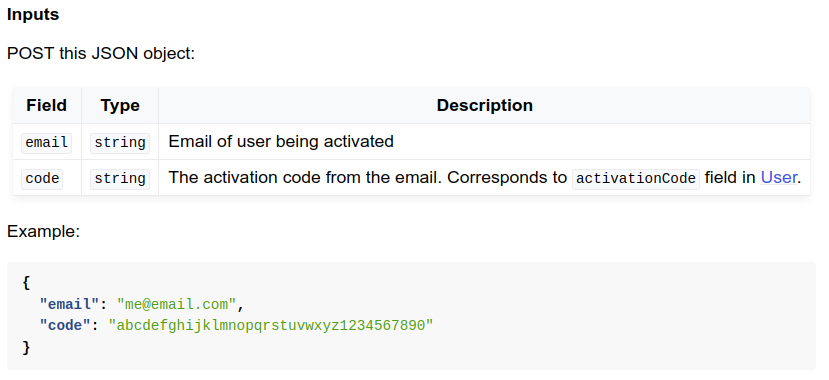 Inputs
POST this JSON object:
Field Type Description
email string Email of user being activated
code string The activation code from the email. Corresponds to activationCode field in User.
Example:
{
"email": "me@email.com",
"code": "abcdefghijklmnopqrstuvwxyz1234567890"
}